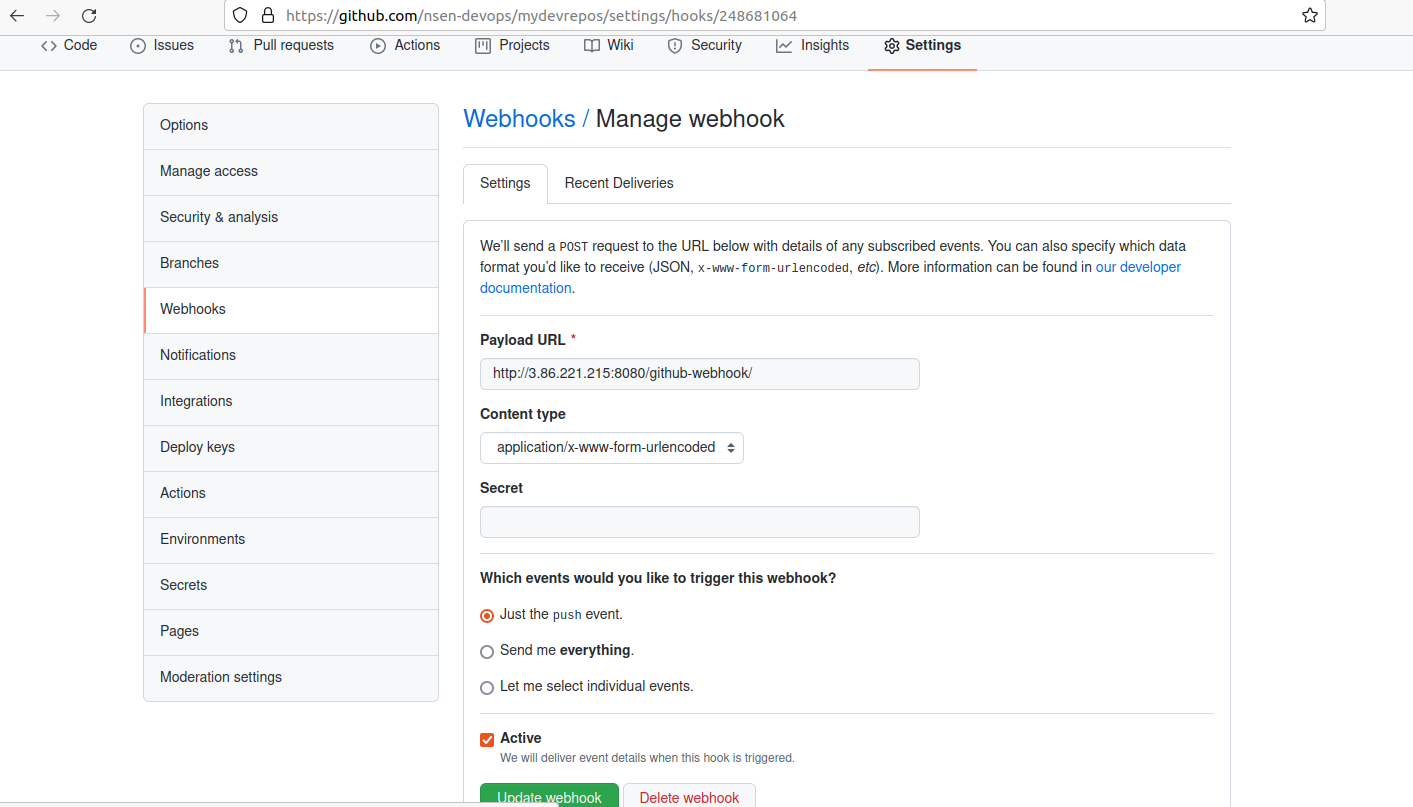 https://github.com/nsen-devops/mydevrepos/settings/hooks/248681064
Code Issues Pull requests Actions Projects Wiki Security Insights Settings
Options
Manage access
Security & analysis
Branches
Webhooks
Notifications
Integrations
Deploy keys
Actions
Environments
Secrets
Pages
Moderation settings
Webhooks / Manage webhook
Settings Recent Deliveries
We'll send a POST request to the URL below with details of any subscribed events. You can also specify which data
format you'd like to receive (JSON, x-www-form-urlencoded, etc). More information can be found in our developer
documentation.
Payload URL *
http://3.86.221.215:8080/github-webhook/
Content type
application/x-www-form-urlencoded
Secret
Which events would you like to trigger this webhook?
Just the push event.
Send me everything.
Let me select individual events.
Active
We will deliver event details when this hook is triggered.
Update webhook Delete webhook